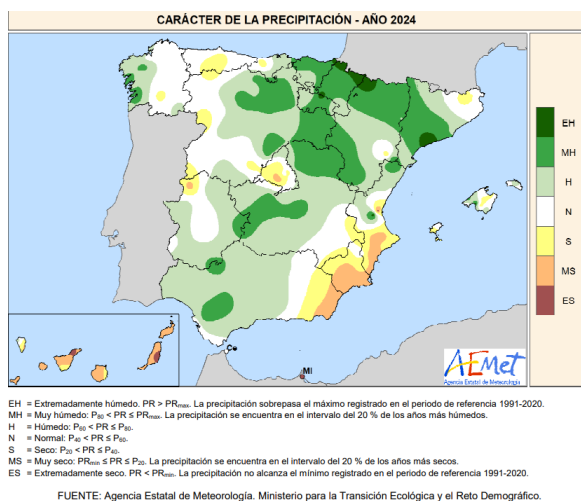 CARÁCTER DE LA PRECIPITACIÓN - AÑO 2024
EH
MH
H
N
S
MS
ES
Ce
Ml
AEMet
Agencia Estatal de Meteorología
EH = Extremadamente húmedo. PR > PRmax. La precipitación sobrepasa el máximo registrado en el periodo de referencia 1991-2020.
MH = Muy húmedo: P80 < PR ≤ PRmax. La precipitación se encuentra en el intervalo del 20 % de los años más húmedos.
H = Húmedo: P60 < PR ≤ P80.
N = Normal: P40 < PR ≤ P60.
S = Seco: P20 < PR ≤ P40.
MS = Muy seco: PRmin ≤ PR ≤ P20. La precipitación se encuentra en el intervalo del 20 % de los años más secos.
ES = Extremadamente seco. PR < PRmin. La precipitación no alcanza el mínimo registrado en el periodo de referencia 1991-2020.
FUENTE: Agencia Estatal de Meteorología. Ministerio para la Transición Ecológica y el Reto Demográfico.